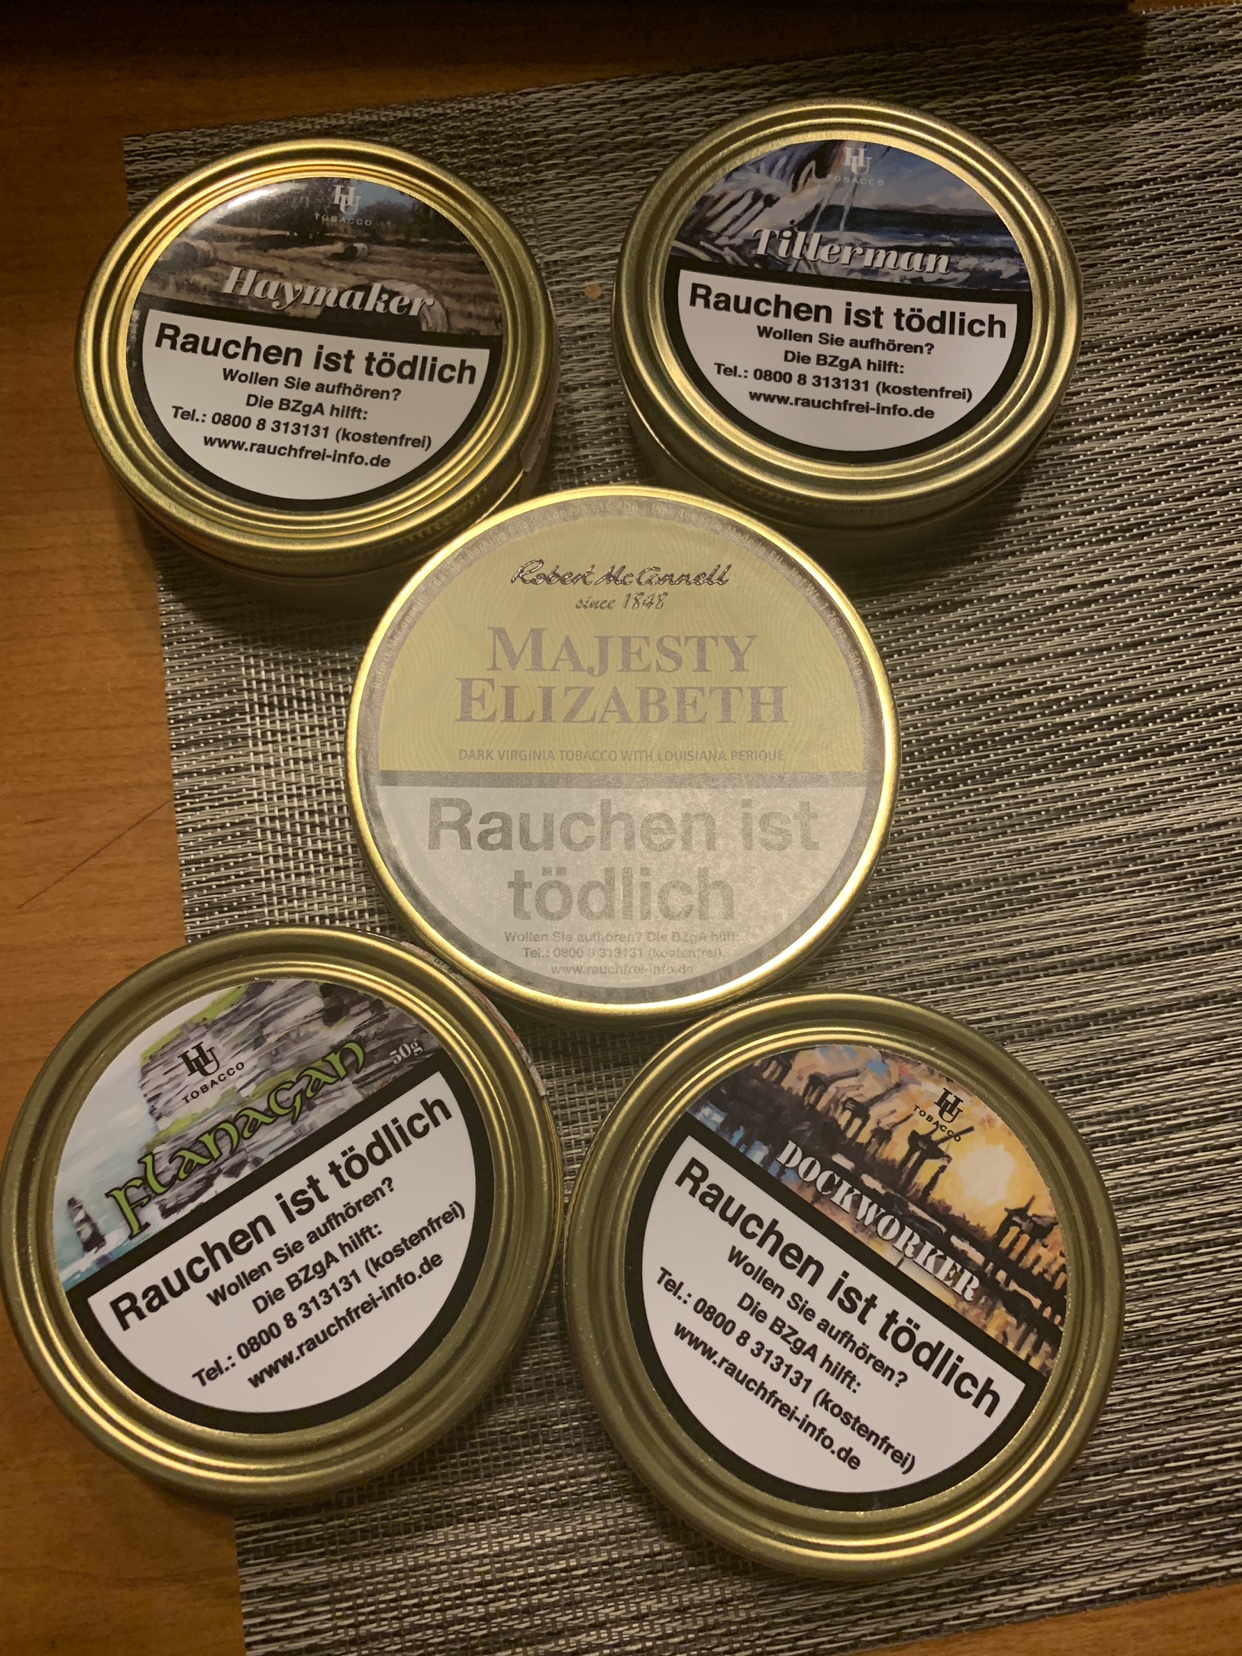 HU
TOBACCO
Haymaker
Rauchen ist tödlich
Wollen Sie aufhören?
Die BZgA hilft:
Tel.: 0800 8 313131 (kostenfrei)
www.rauchfrei-info.de
HU
TOBACCO
Tillerman
Rauchen ist tödlich
Wollen Sie aufhören?
Die BZgA hilft:
Tel.: 0800 8 313131 (kostenfrei)
www.rauchfrei-info.de
Robert McConnell
since 1848
MAJESTY
ELIZABETH
DARK VIRGINIA TOBACCO WITH LOUISIANA PERIQUE
Rauchen ist
tödlich
Wollen Sie aufhören? Die BZgA hilft:
Tel.: 0800 8 313131 (kostenfrei)
www.rauchfrei-info.de
HU
TOBACCO
50g
Flanagan
Rauchen ist tödlich
Wollen Sie aufhören?
Die BZgA hilft:
Tel.: 0800 8 313131 (kostenfrei)
www.rauchfrei-info.de
HU
TOBACCO
DOCKWORKER
Rauchen ist tödlich
Wollen Sie aufhören?
Die BZgA hilft:
Tel.: 0800 8 313131 (kostenfrei)
www.rauchfrei-info.de